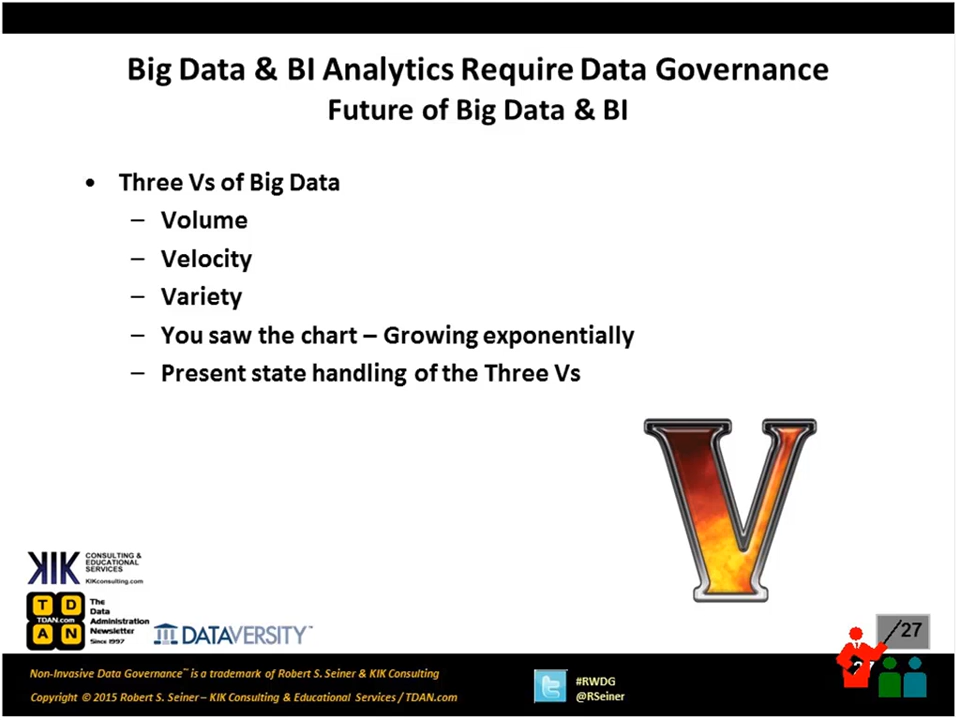 Big Data & BI Analytics Require Data Governance
Future of Big Data & BI
• Three Vs of Big Data
– Volume
– Velocity
– Variety
– You saw the chart – Growing exponentially
– Present state handling of the Three Vs
V
KIK CONSULTING & EDUCATIONAL SERVICES
KIKconsulting.com
TDAN.com
The
Data
Administration
Newsletter
Since 1997
DATAVERSITY™
/27
Non-Invasive Data Governance™ is a trademark of Robert S. Seiner & KIK Consulting
Copyright © 2015 Robert S. Seiner – KIK Consulting & Educational Services / TDAN.com
#RWDG
@RSeiner